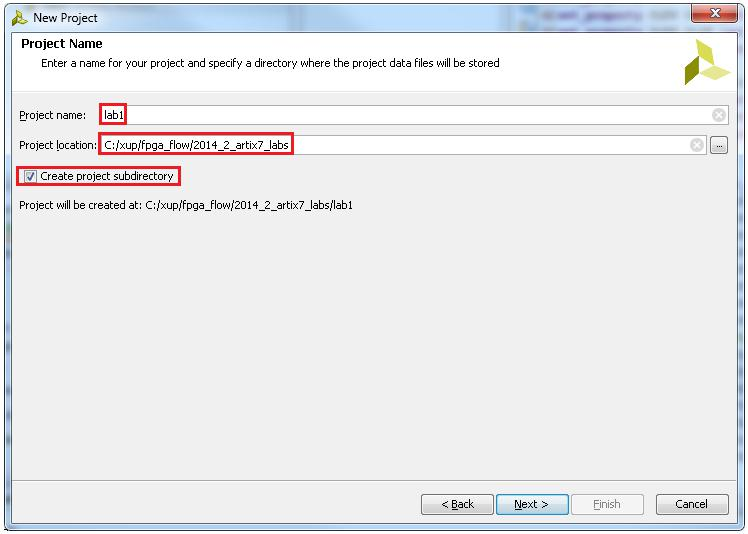 New Project
Project Name
Enter a name for your project and specify a directory where the project data files will be stored
Project name: lab1
Project location: C:/xup/fpga_flow/2014_2_artix7_labs ...
Create project subdirectory
Project will be created at: C:/xup/fpga_flow/2014_2_artix7_labs/lab1
< Back Next > Finish Cancel